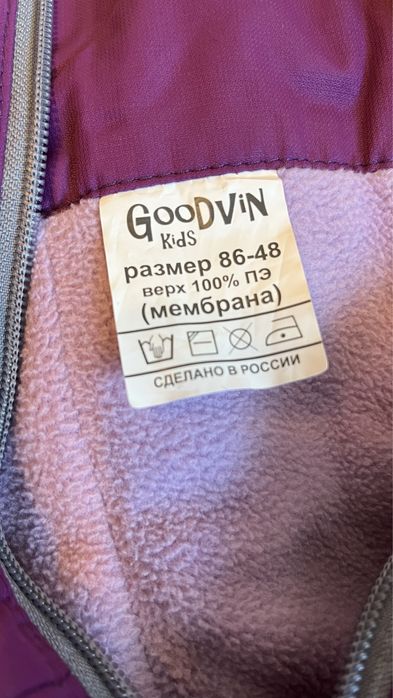 GOODVIN
KiDS
размер 86-48
верх 100% ПЭ
(мембрана)
СДЕЛАНО В РОССИИ